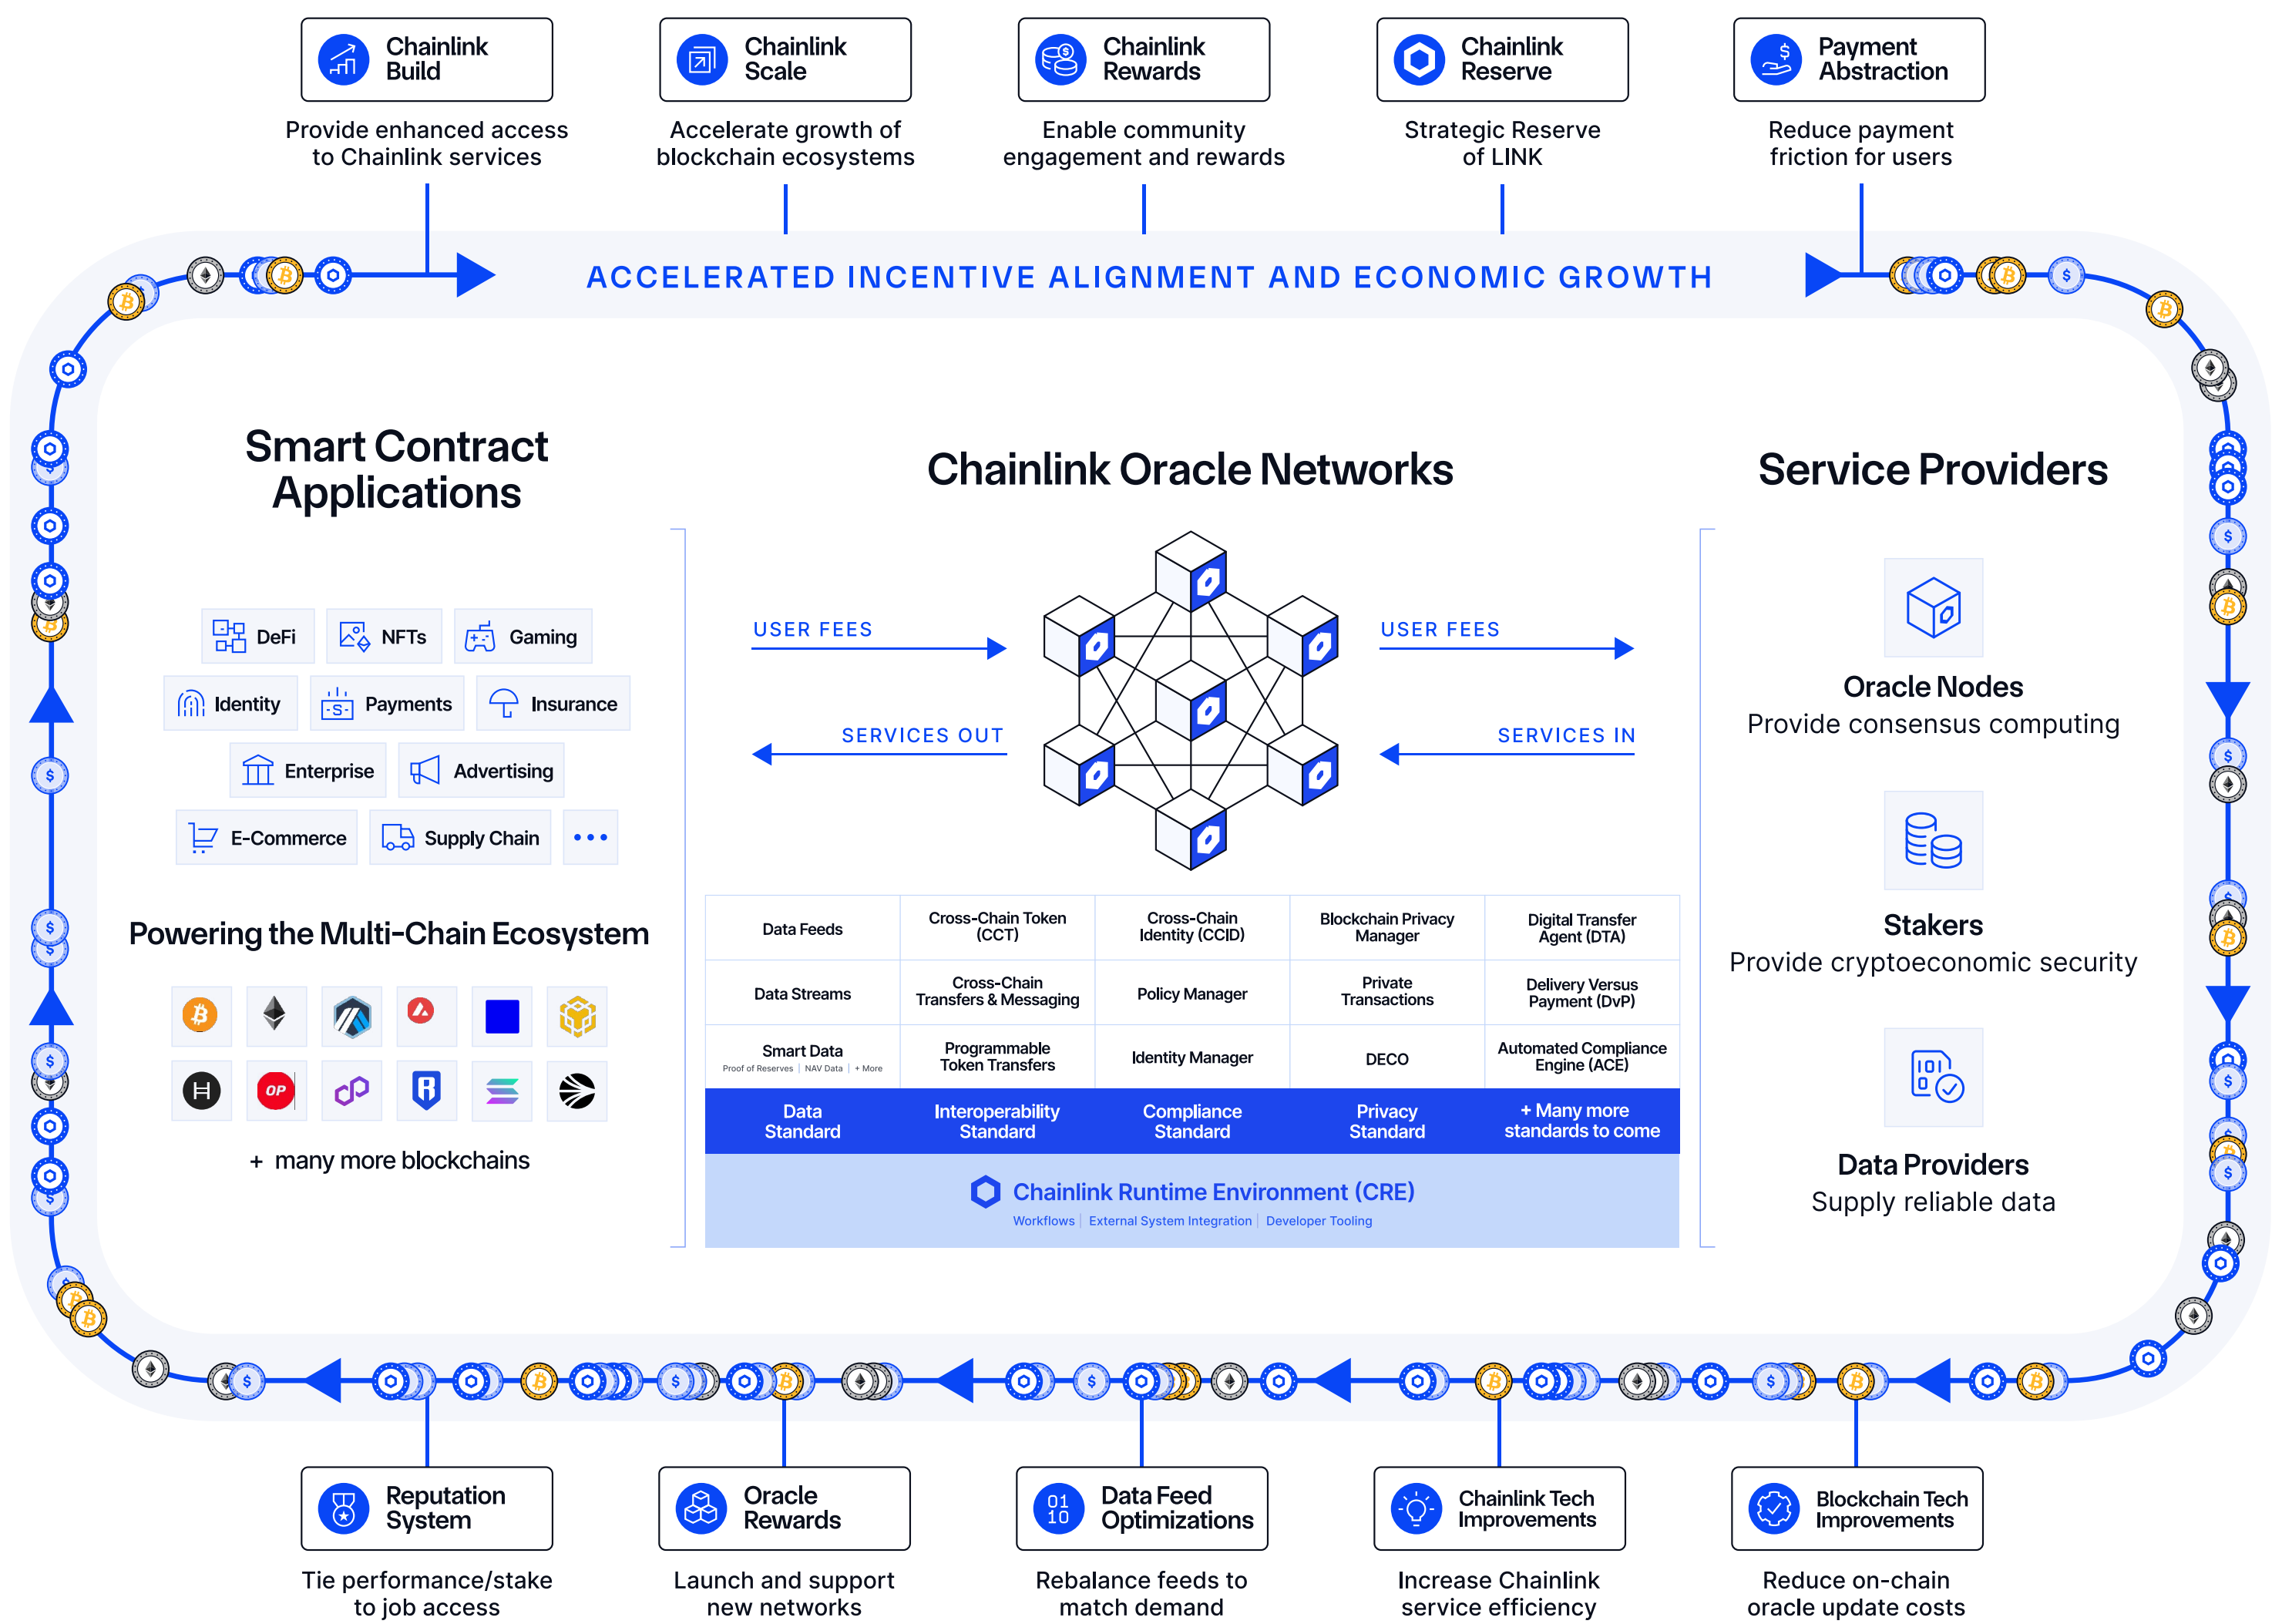 Chainlink
Build
Provide enhanced access
to Chainlink services
Chainlink
Scale
Accelerate growth of
blockchain ecosystems
Chainlink
Rewards
Enable community
engagement and rewards
Chainlink
Reserve
Strategic Reserve
of LINK
Payment
Abstraction
Reduce payment
friction for users
ACCELERATED INCENTIVE ALIGNMENT AND ECONOMIC GROWTH
Smart Contract
Applications
DeFi
NFTs
Gaming
Identity
Payments
Insurance
Enterprise
Advertising
E-Commerce
Supply Chain
Powering the Multi-Chain Ecosystem
OP
+ many more blockchains
Chainlink Oracle Networks
USER FEES
SERVICES OUT
USER FEES
SERVICES IN
Data Feeds
Cross-Chain Token
(CCT)
Cross-Chain
Identity (CCID)
Blockchain Privacy
Manager
Digital Transfer
Agent (DTA)
Data Streams
Cross-Chain
Transfers & Messaging
Policy Manager
Private
Transactions
Delivery Versus
Payment (DvP)
Smart Data
Proof of Reserves | NAV Data | + More
Programmable
Token Transfers
Identity Manager
DECO
Automated Compliance
Engine (ACE)
Data
Standard
Interoperability
Standard
Compliance
Standard
Privacy
Standard
+ Many more
standards to come
Chainlink Runtime Environment (CRE)
Workflows | External System Integration | Developer Tooling
Service Providers
Oracle Nodes
Provide consensus computing
Stakers
Provide cryptoeconomic security
Data Providers
Supply reliable data
Reputation
System
Tie performance/stake
to job access
Oracle
Rewards
Launch and support
new networks
01
10
Data Feed
Optimizations
Rebalance feeds to
match demand
Chainlink Tech
Improvements
Increase Chainlink
service efficiency
Blockchain Tech
Improvements
Reduce on-chain
oracle update costs